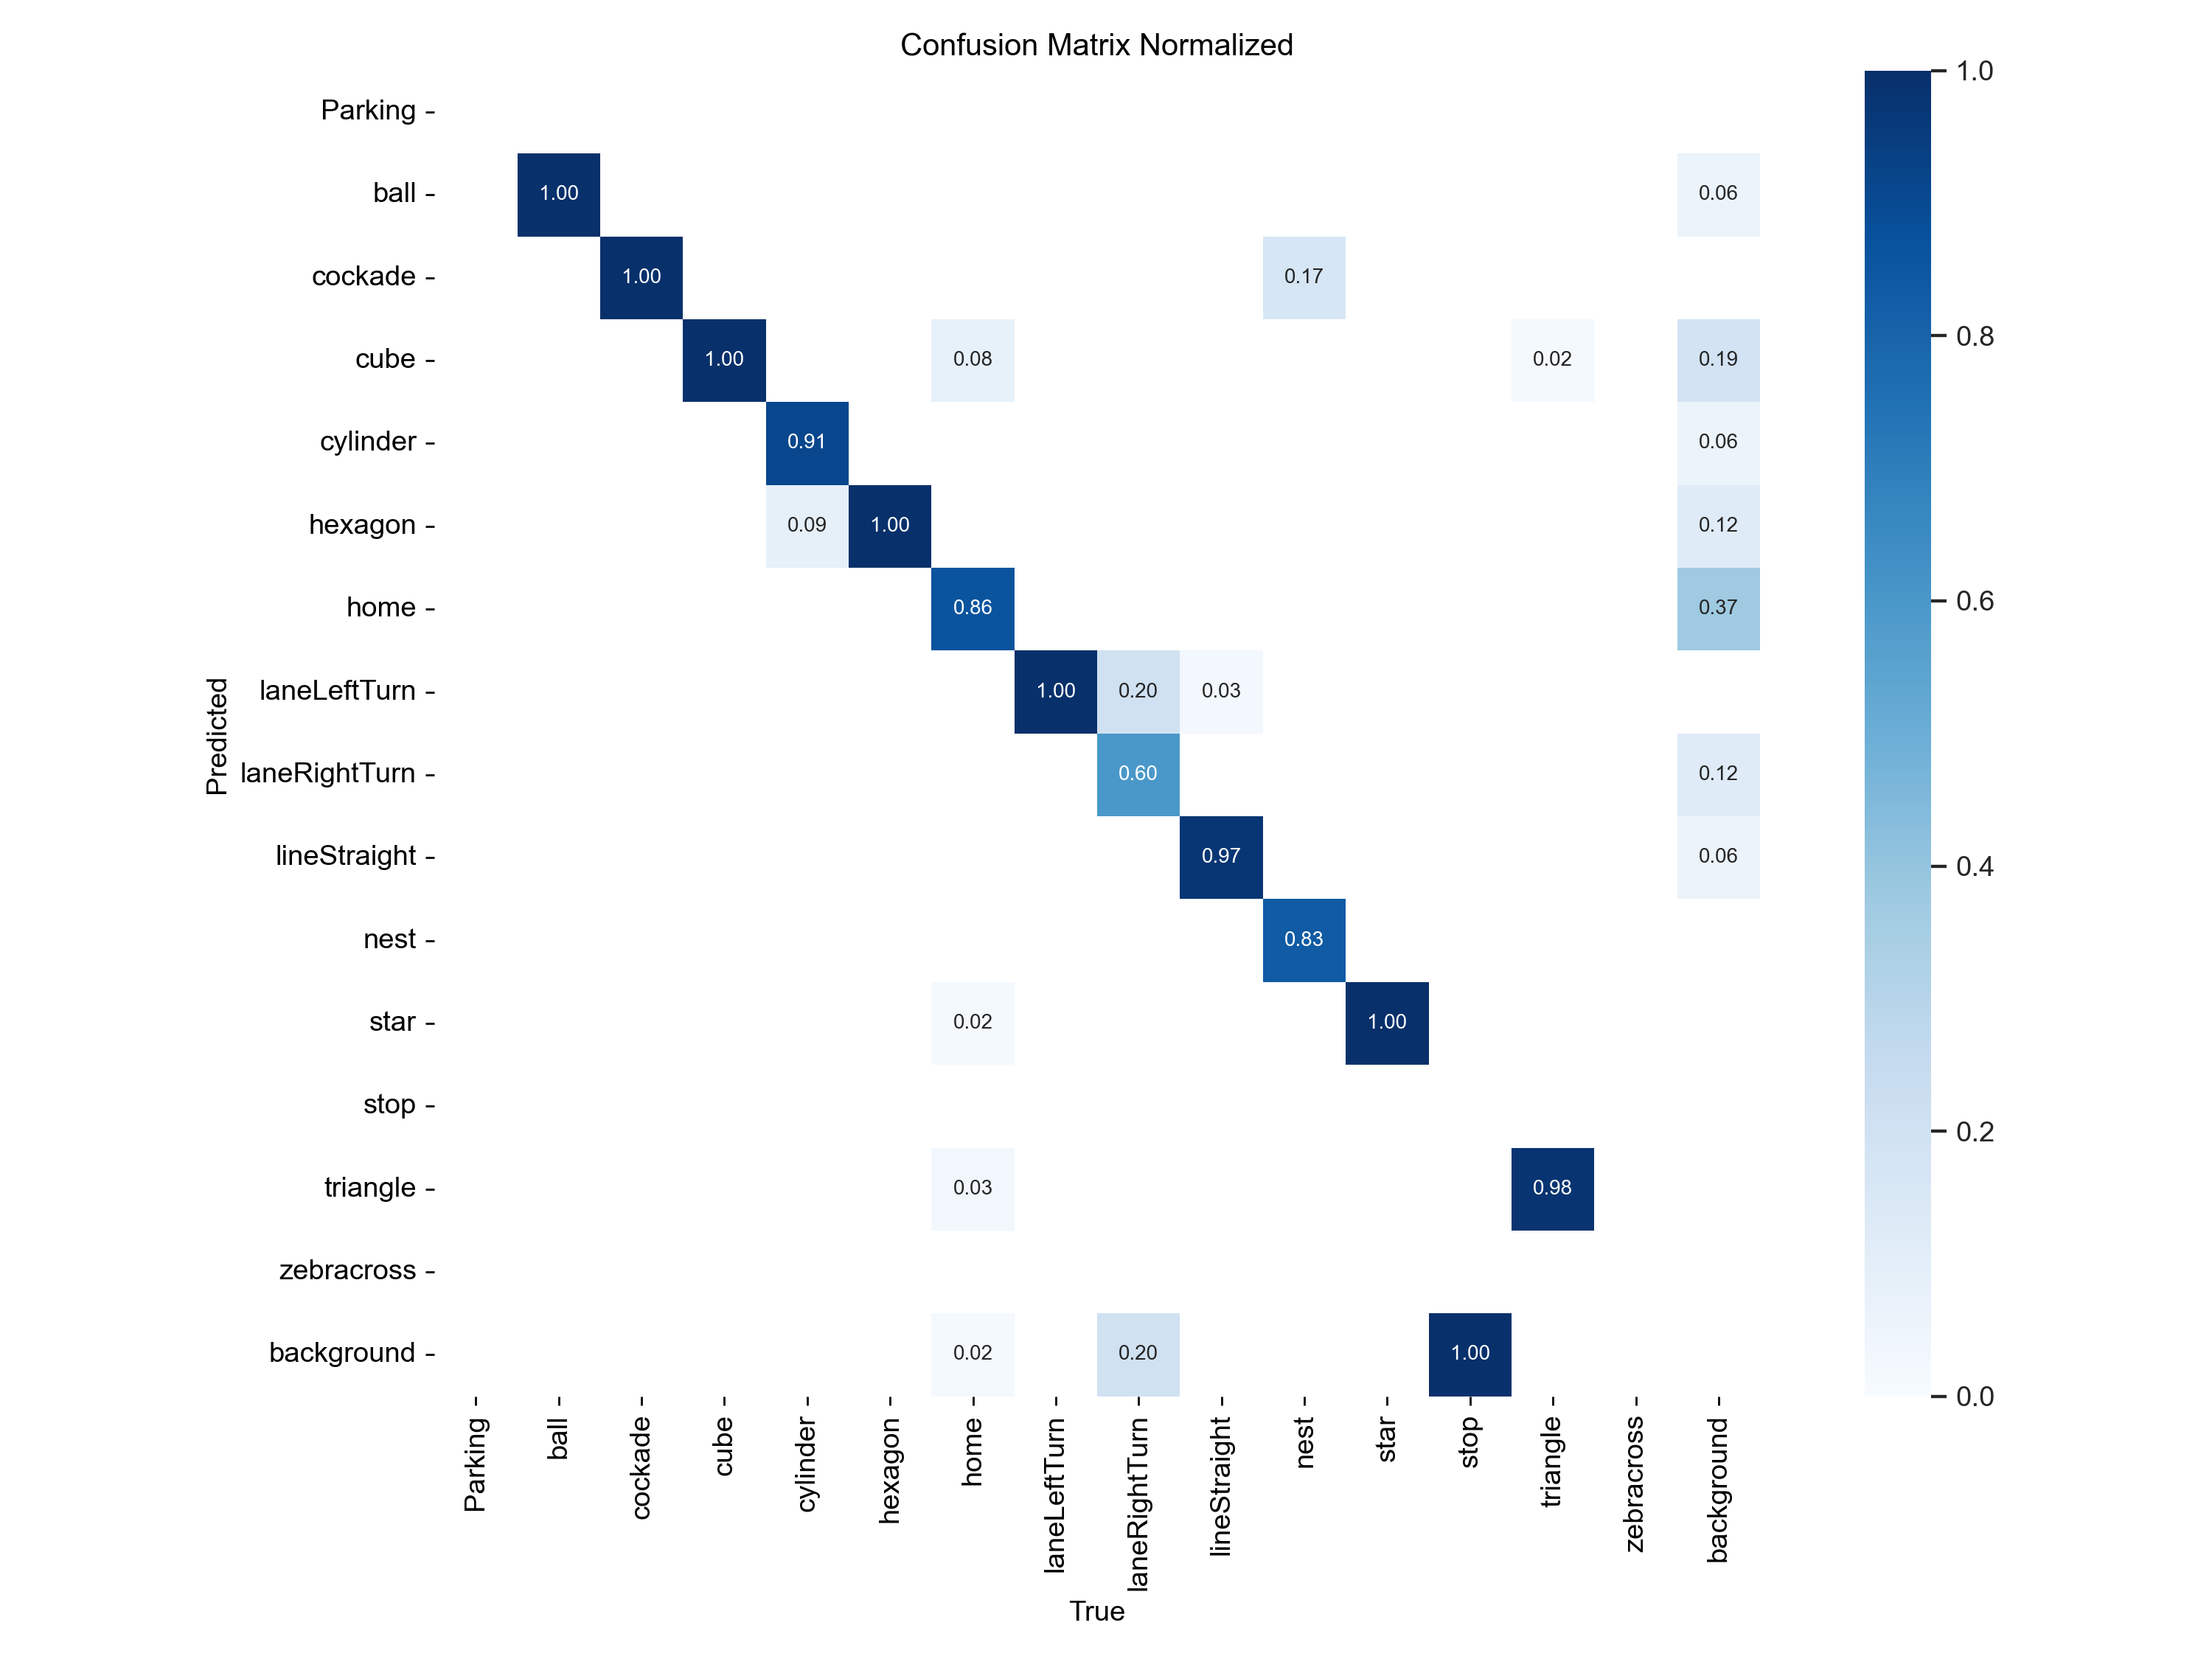 Confusion Matrix Normalized
Parking
ball
1.00
0.06
cockade
1.00
0.17
cube
1.00
0.08
0.02
0.19
cylinder
0.91
0.06
hexagon
0.09
1.00
0.12
home
0.86
0.37
laneLeftTurn
1.00
0.20
0.03
laneRightTurn
0.60
0.12
lineStraight
0.97
0.06
nest
0.83
star
0.02
1.00
stop
triangle
0.03
0.98
zebracross
background
0.02
0.20
1.00
Predicted
Parking
ball
cockade
cube
cylinder
hexagon
home
laneLeftTurn
laneRightTurn
lineStraight
nest
star
stop
triangle
zebracross
background
True
1.0
0.8
0.6
0.4
0.2
0.0